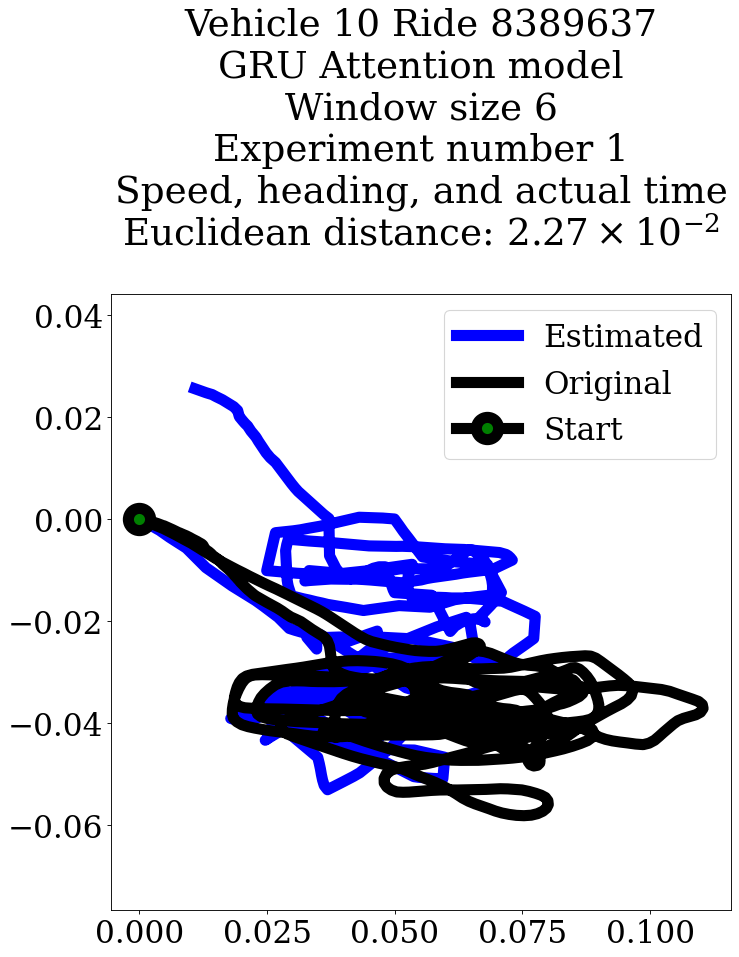 Vehicle 10 Ride 8389637
GRU Attention model
Window size 6
Experiment number 1
Speed, heading, and actual time
Euclidean distance: 2.27 × 10⁻²
Estimated
Original
Start
0.04
0.02
0.00
−0.02
−0.04
−0.06
0.000 0.025 0.050 0.075 0.100